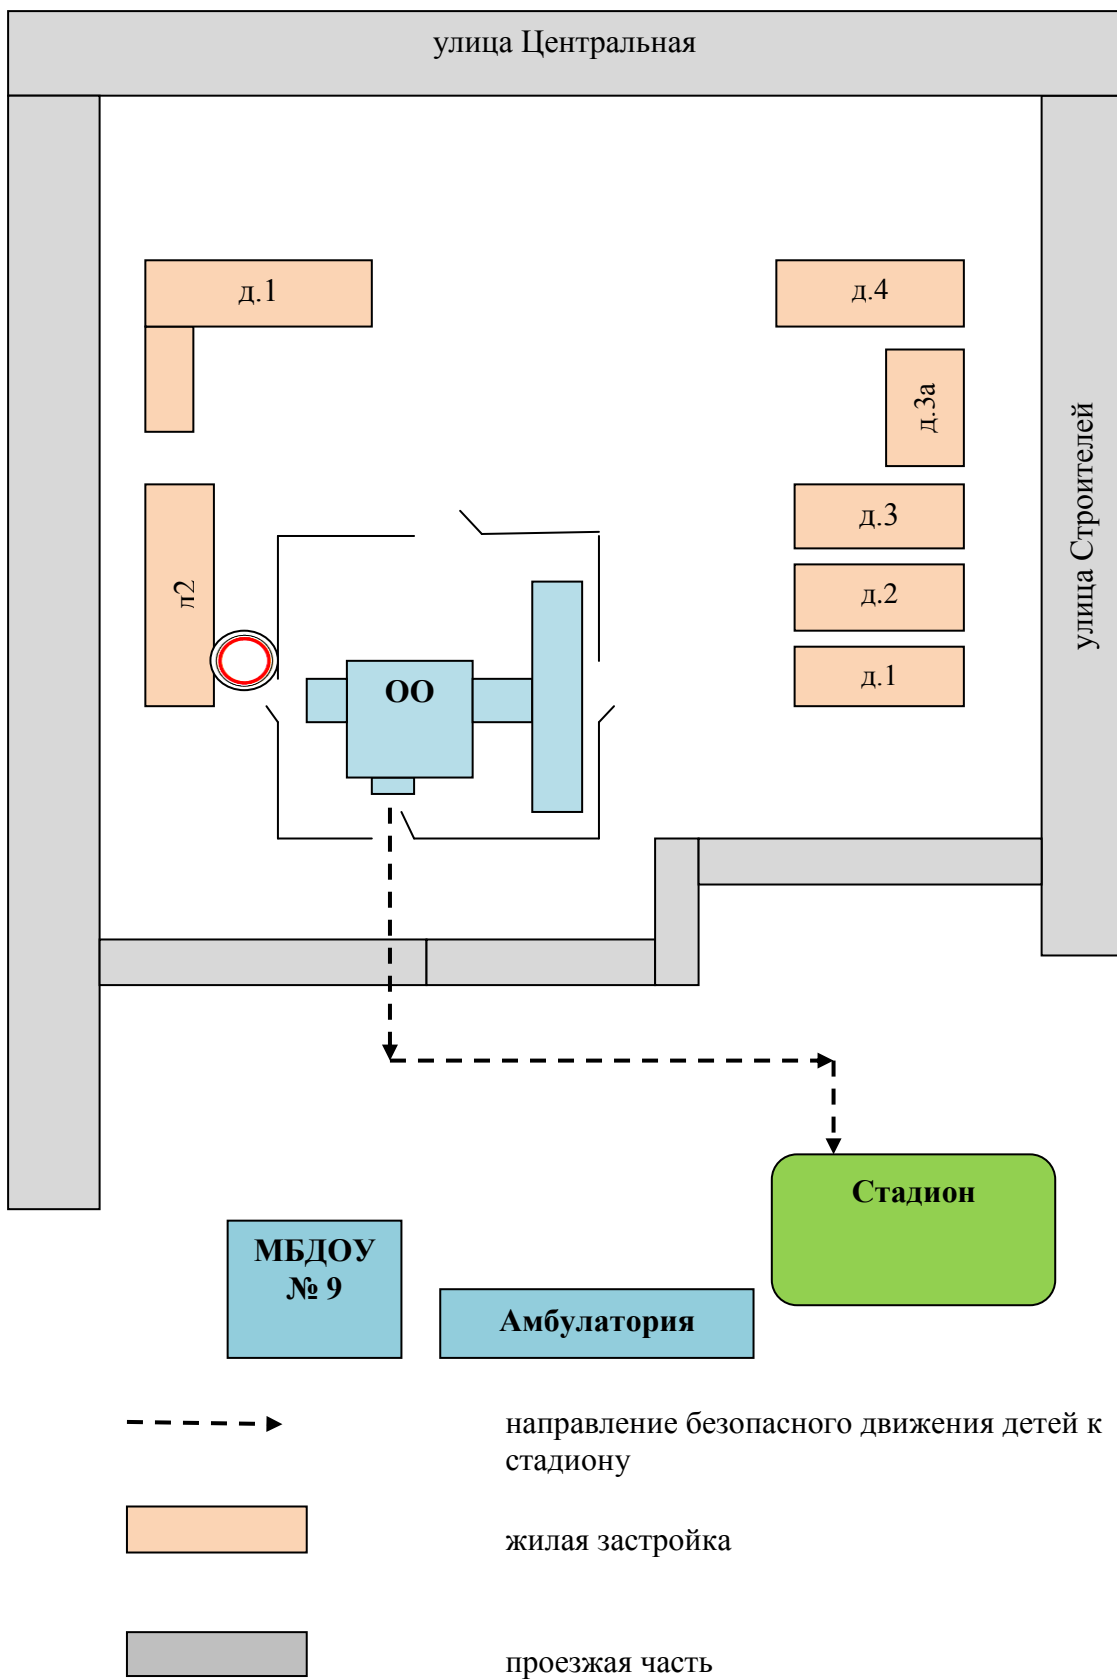 улица Центральная
д.1
д.4
д.3а
д.3
улица Строителей
л2
д.2
ОО
д.1
Стадион
МБДОУ
№ 9
Амбулатория
направление безопасного движения детей к
стадиону
жилая застройка
проезжая часть